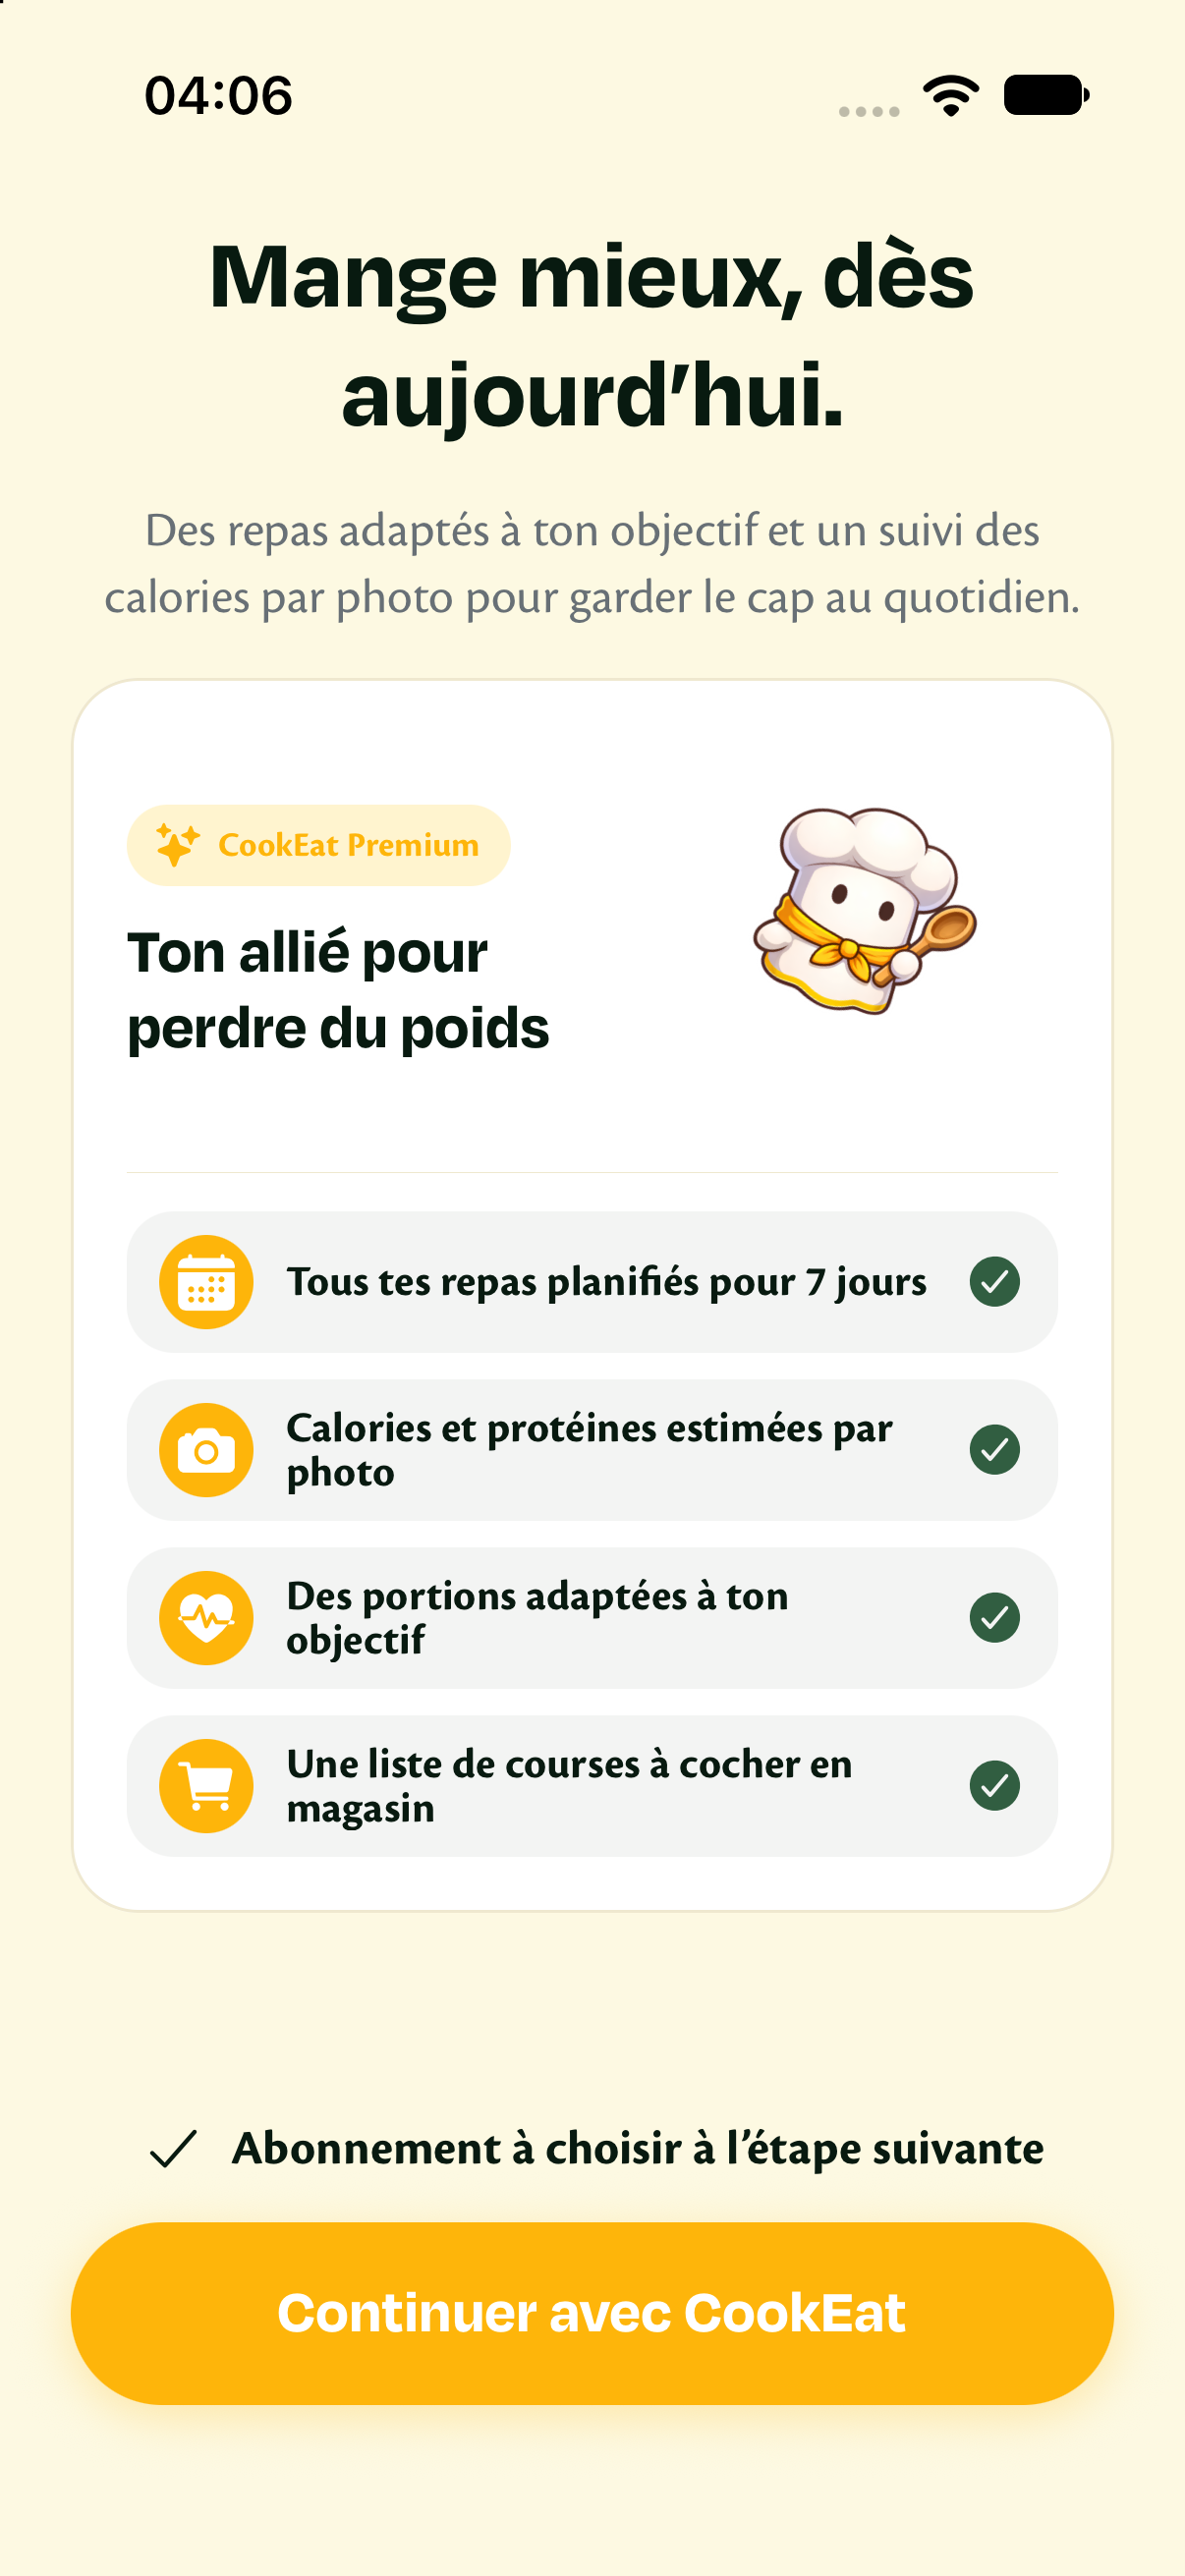 04:06
Mange mieux, dès
aujourd’hui.
Des repas adaptés à ton objectif et un suivi des
calories par photo pour garder le cap au quotidien.
CookEat Premium
Ton allié pour
perdre du poids
Tous tes repas planifiés pour 7 jours
Calories et protéines estimées par
photo
Des portions adaptées à ton
objectif
Une liste de courses à cocher en
magasin
Abonnement à choisir à l’étape suivante
Continuer avec CookEat